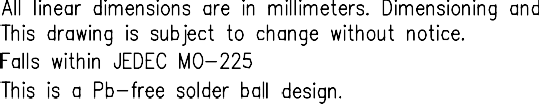 All linear dimensions are in millimeters. Dimensioning and
This drawing is subject to change without notice.
Falls within JEDEC MO-225
This is a Pb-free solder ball design.